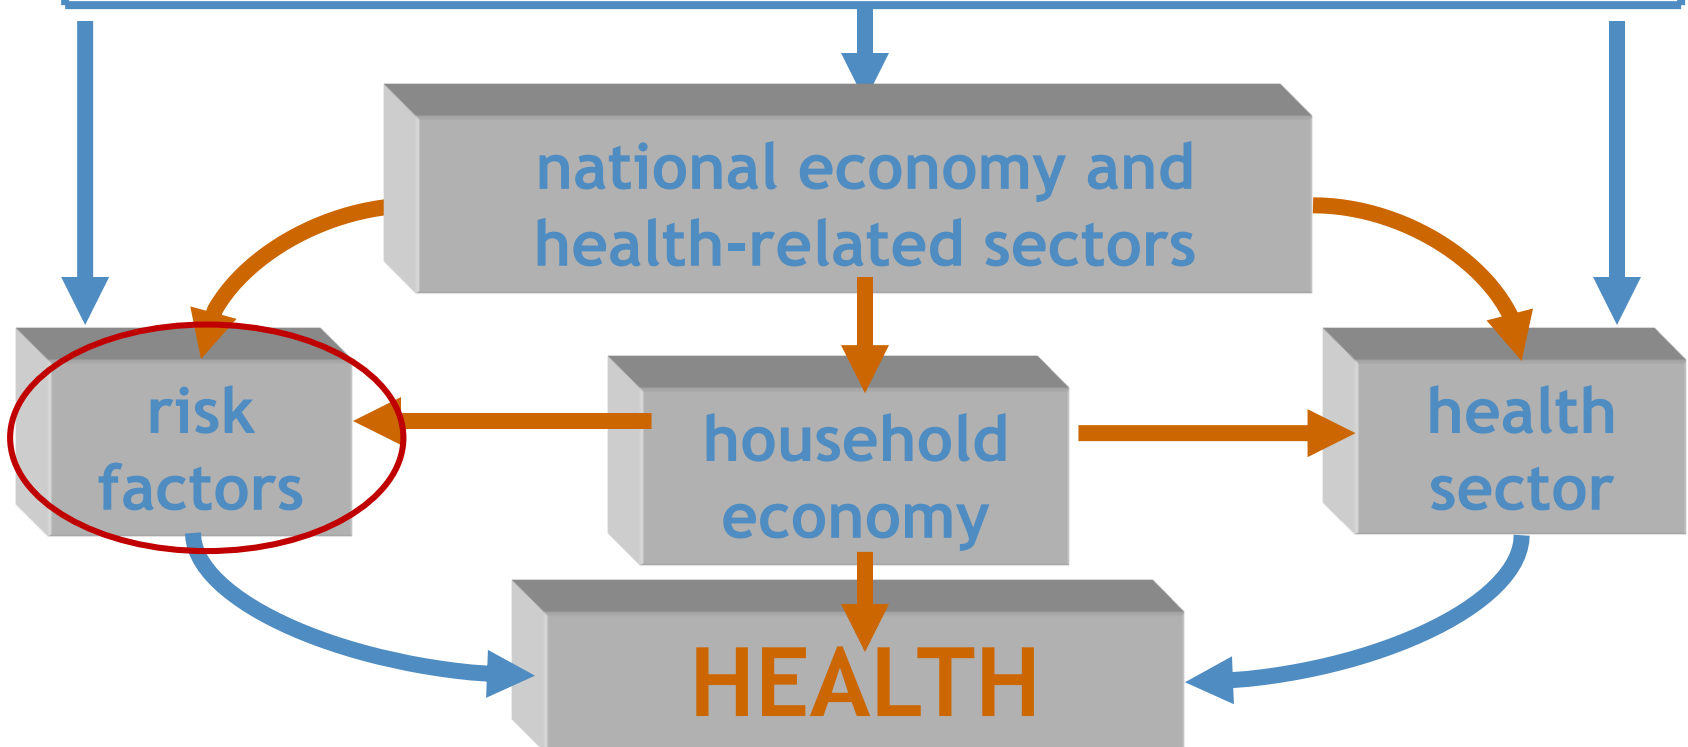 national economy and
health-related sectors
risk
factors
household
economy
health
sector
HEALTH